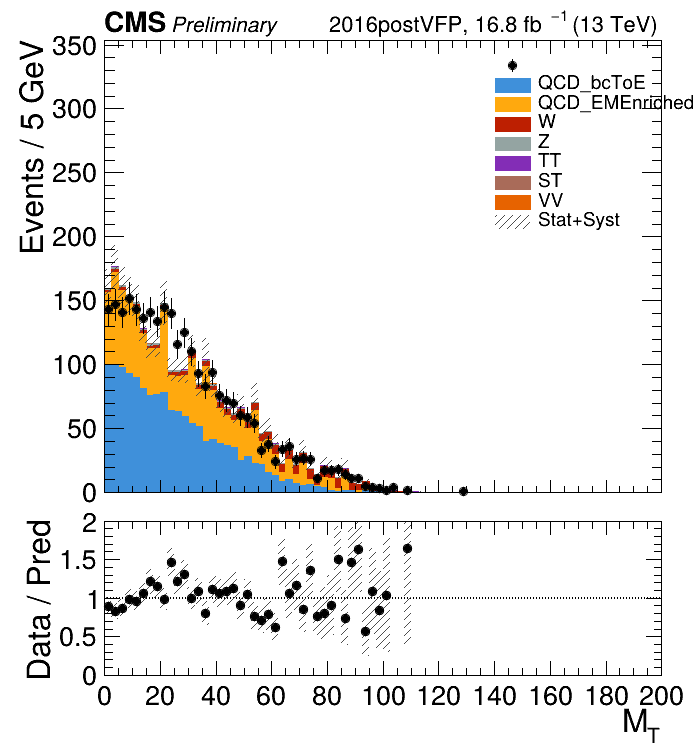 CMS Preliminary 2016postVFP, 16.8 fb⁻¹ (13 TeV)
Events / 5 GeV
350
300
250
200
150
100
50
0
QCD_bcToE
QCD_EMEnriched
W
Z
TT
ST
VV
Stat+Syst
Data / Pred
2
1.5
1
0.5
0
0 20 40 60 80 100 120 140 160 180 200
M_T